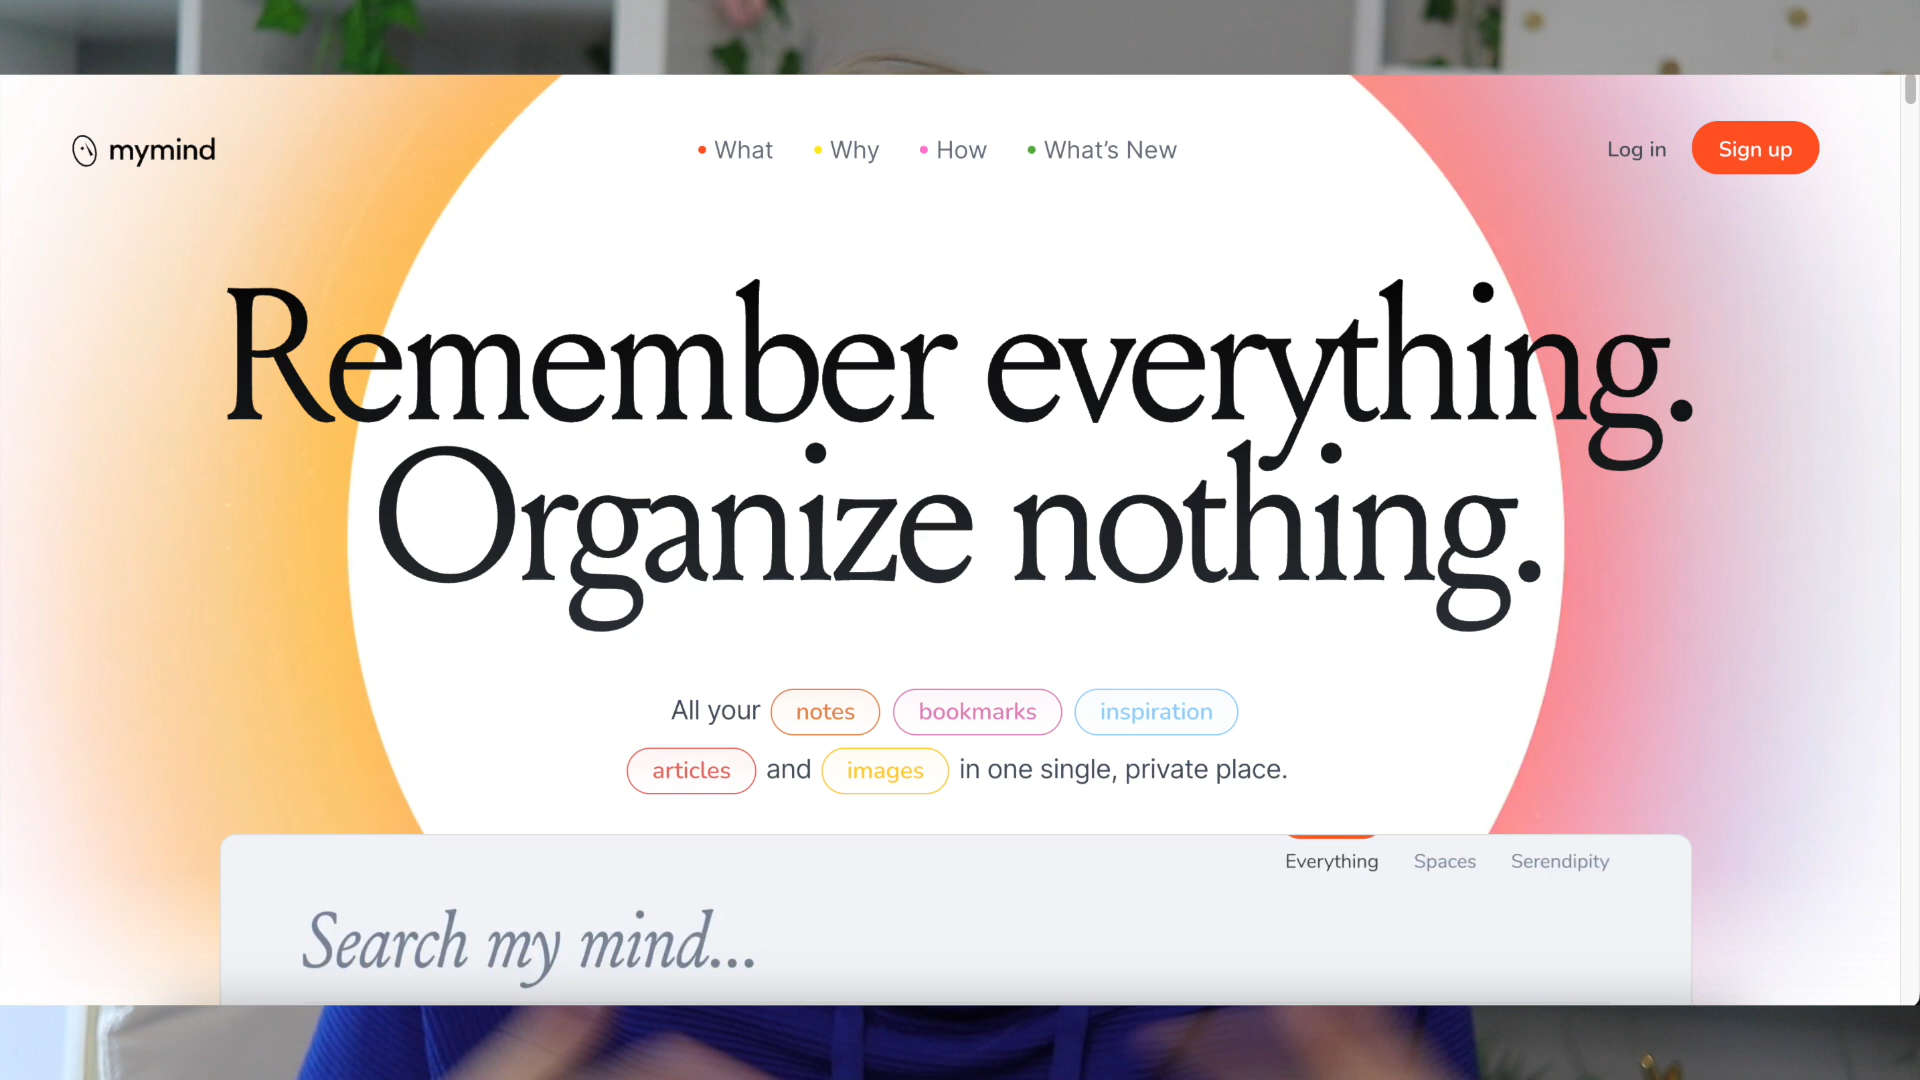 mymind
What
Why
How
What's New
Log in
Sign up
Remember everything.
Organize nothing.
All your notes bookmarks inspiration
articles and images in one single, private place.
Everything
Spaces
Serendipity
Search my mind...